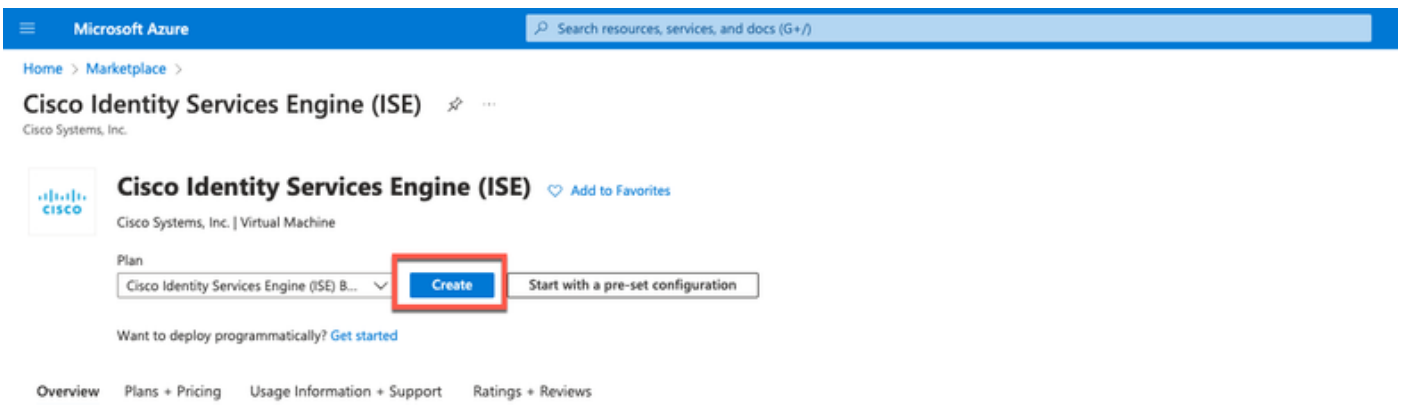 Microsoft Azure
Search resources, services, and docs (G+/)
Home > Marketplace >
Cisco Identity Services Engine (ISE)
Cisco Systems, Inc.
CISCO
Cisco Identity Services Engine (ISE) Add to Favorites
Cisco Systems, Inc. | Virtual Machine
Plan
Cisco Identity Services Engine (ISE) B... Create Start with a pre-set configuration
Want to deploy programmatically? Get started
Overview Plans + Pricing Usage Information + Support Ratings + Reviews